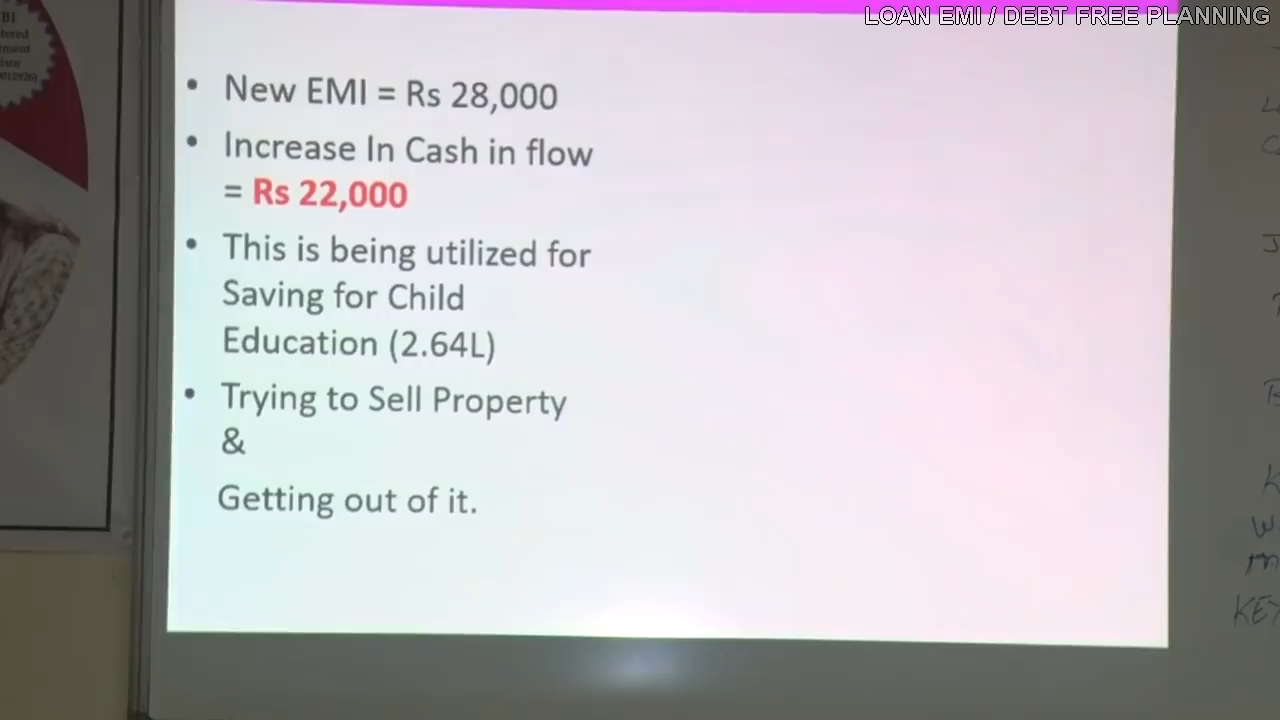 LOAN EMI / DEBT FREE PLANNING
• New EMI = Rs 28,000
• Increase In Cash in flow
= Rs 22,000
• This is being utilized for
Saving for Child
Education (2.64L)
• Trying to Sell Property
&
Getting out of it.